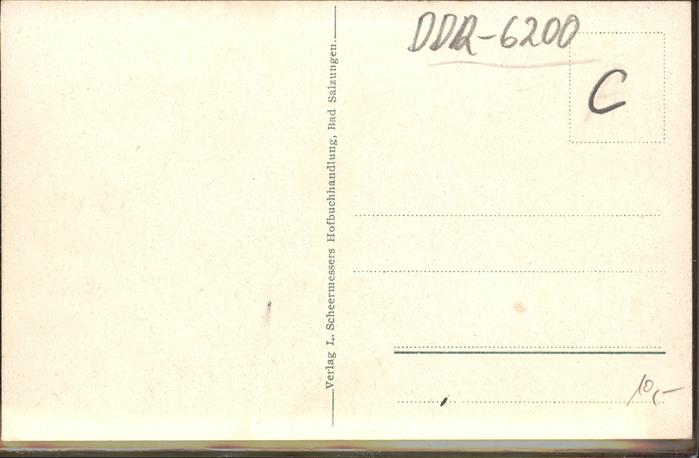 DDR-6200
C
Verlag L. Scheermessers Hofbuchhandlung, Bad Salzungen.
10,-